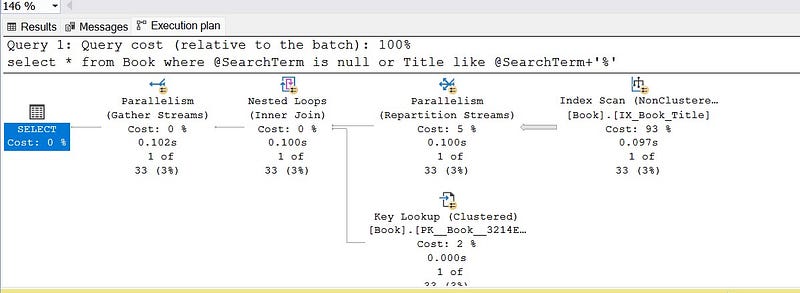 146 %
Results Messages Execution plan
Query 1: Query cost (relative to the batch): 100%
select * from Book where @SearchTerm is null or Title like @SearchTerm+'%'
SELECT
Cost: 0 %
Parallelism
(Gather Streams)
Cost: 0 %
0.102s
1 of
33 (3%)
Nested Loops
(Inner Join)
Cost: 0 %
0.100s
1 of
33 (3%)
Parallelism
(Repartition Streams)
Cost: 5 %
0.100s
1 of
33 (3%)
Index Scan (NonClustere…
[Book].[IX_Book_Title]
Cost: 93 %
0.097s
1 of
33 (3%)
Key Lookup (Clustered)
[Book].[PK__Book__3214E…
Cost: 2 %
0.000s
1 of
33 (3%)